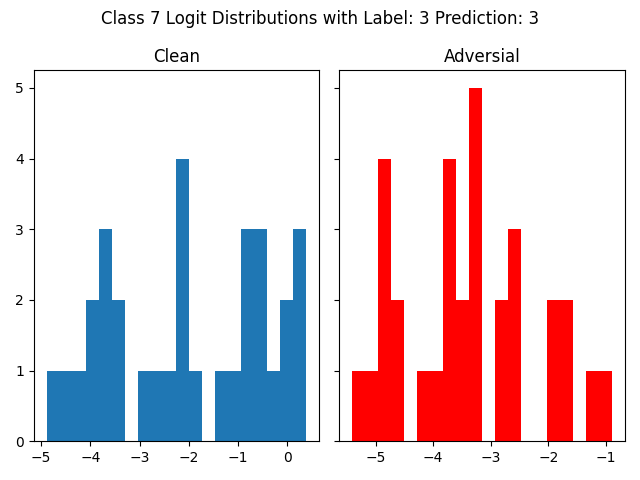 Class 7 Logit Distributions with Label: 3 Prediction: 3
Clean
Adversial
5
4
3
2
1
0
−5 −4 −3 −2 −1 0
−5 −4 −3 −2 −1